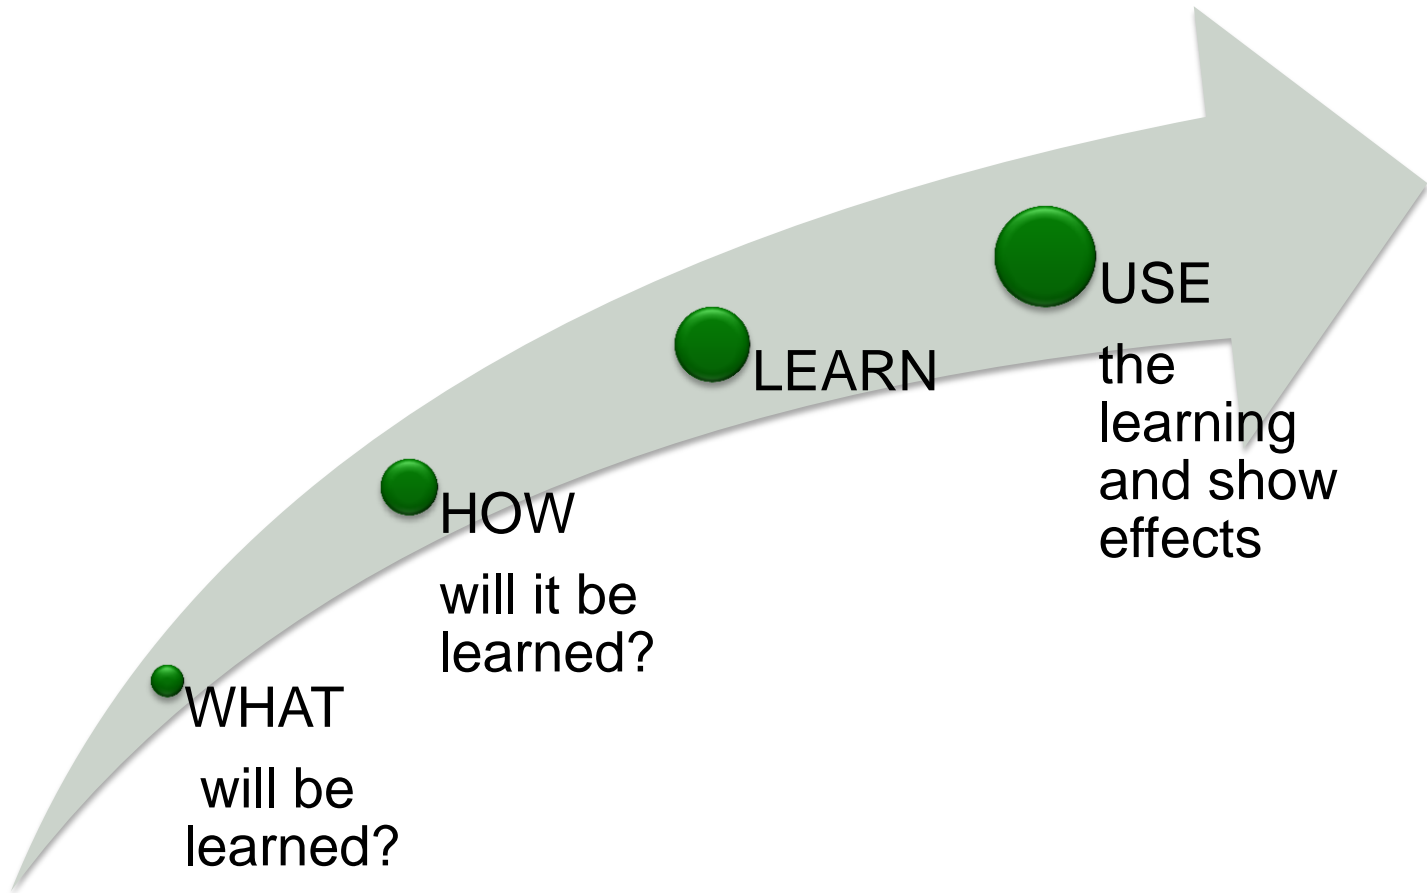 WHAT
will be
learned?
HOW
will it be
learned?
LEARN
USE
the
learning
and show
effects